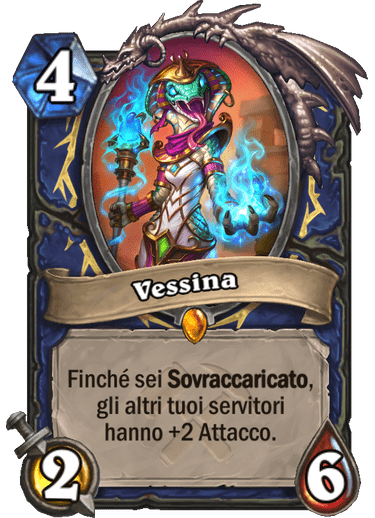 4
Vessina
Finché sei Sovraccaricato,
gli altri tuoi servitori
hanno +2 Attacco.
2
6